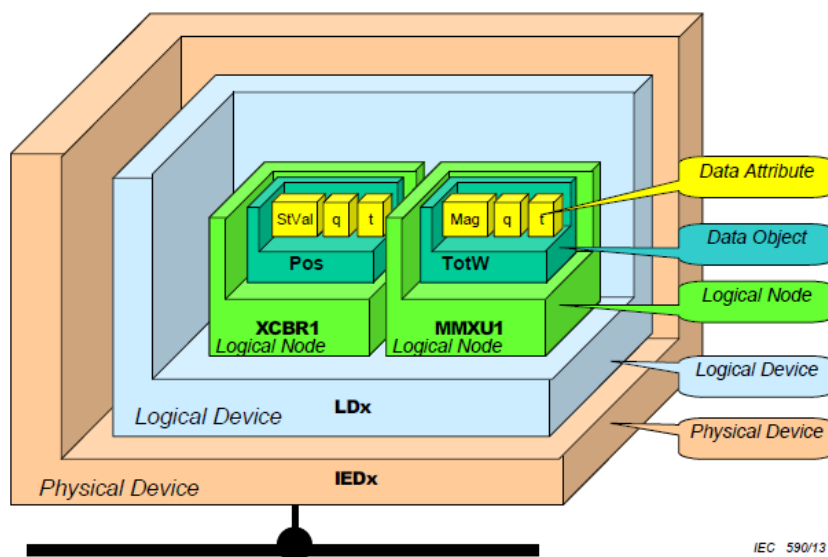 StVal q t
Mag q t
Data Attribute
Pos
TotW
Data Object
Logical Node
XCBR1
Logical Node
MMXU1
Logical Node
Logical Device
Logical Device
LDx
Physical Device
Physical Device
IEDx
IEC 590/13